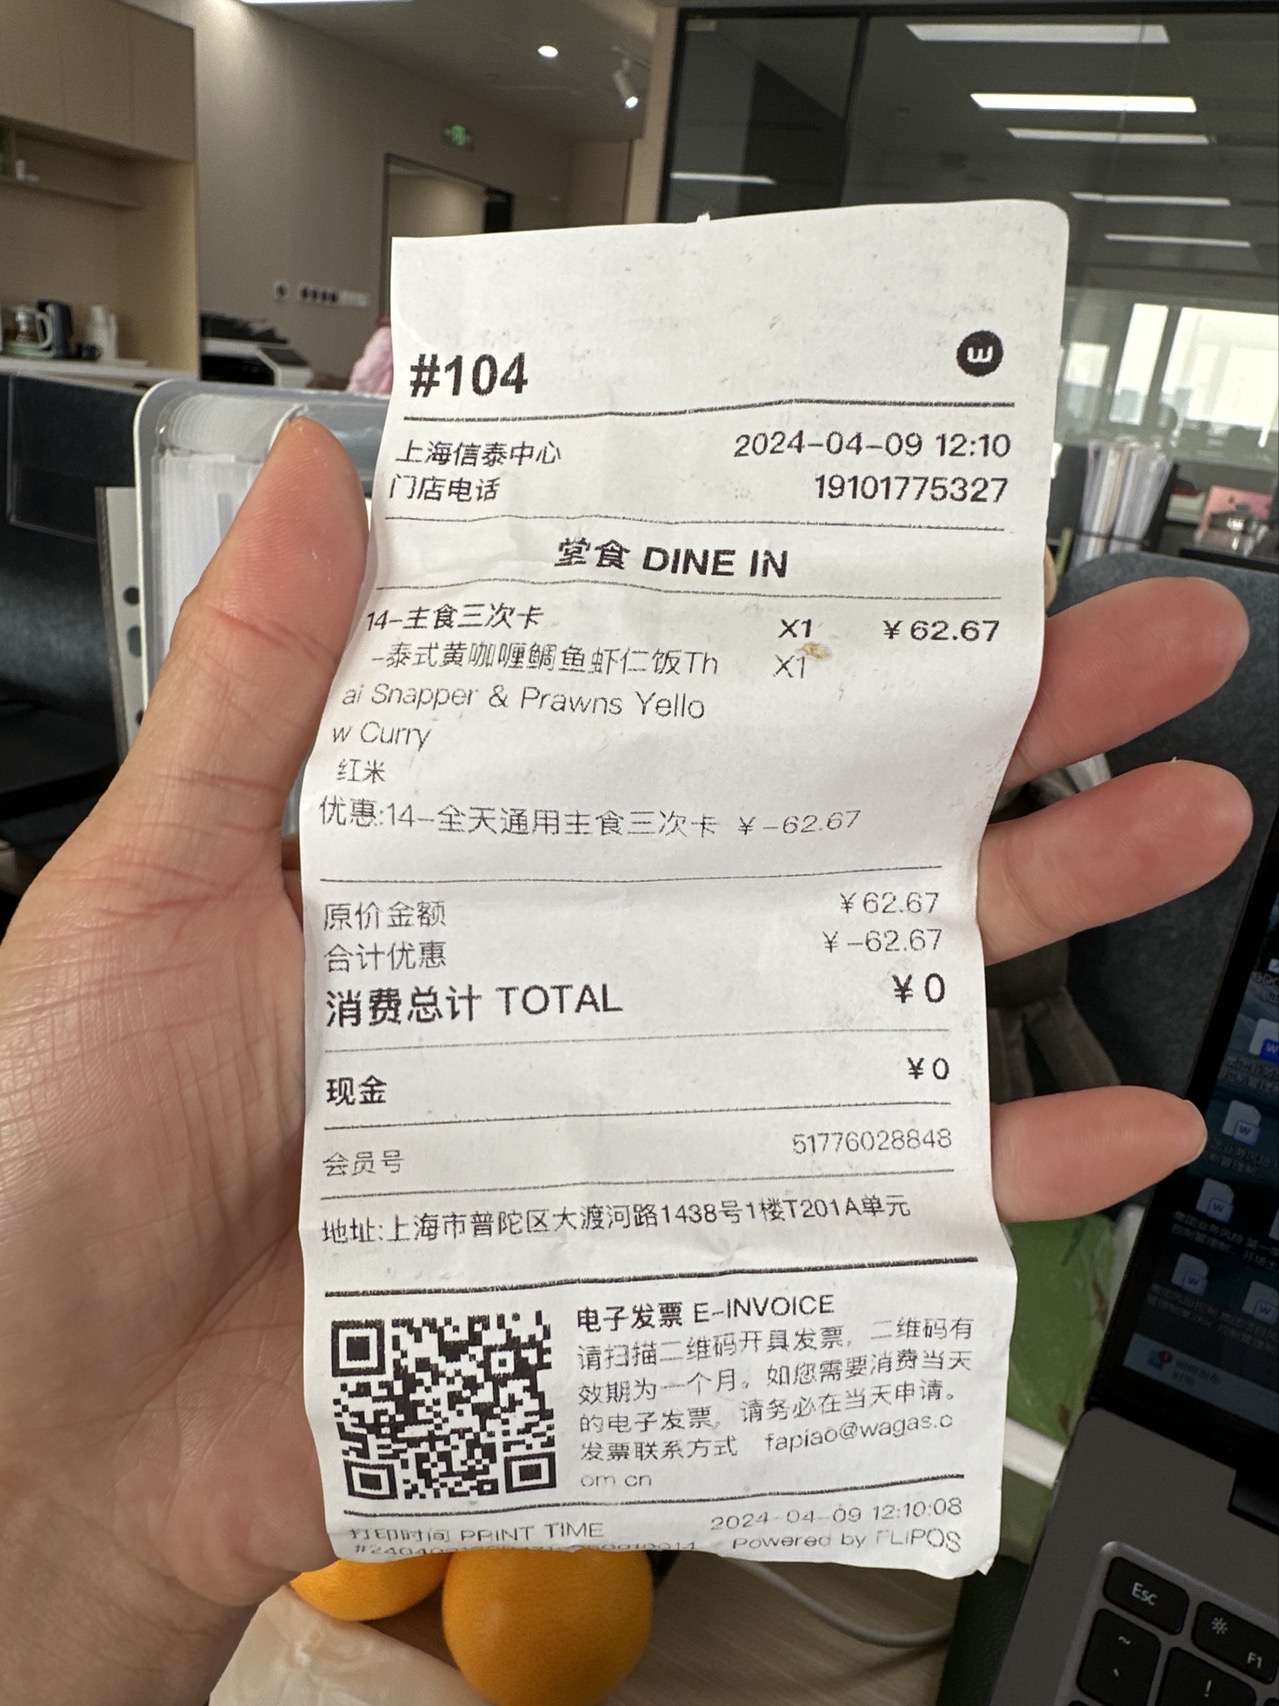 #104
w
上海信泰中心 2024-04-09 12:10
门店电话 19101775327
堂食 DINE IN
14-主食三次卡 X1 ￥62.67
-泰式黄咖喱鲷鱼虾仁饭Th X1
ai Snapper & Prawns Yello
w Curry
红米
优惠:14-全天通用主食三次卡 ￥-62.67
原价金额 ￥62.67
合计优惠 ￥-62.67
消费总计 TOTAL ￥0
现金 ￥0
会员号 51776028848
地址:上海市普陀区大渡河路1438号1楼T201A单元
电子发票 E-INVOICE
请扫描二维码开具发票，二维码有
效期为一个月。如您需要消费当天
的电子发票，请务必在当天申请。
发票联系方式 fapiao@wagas.c
om.cn
打印时间 PRINT TIME 2024-04-09 12:10:08
Powered by FLIPOS
Esc
F1